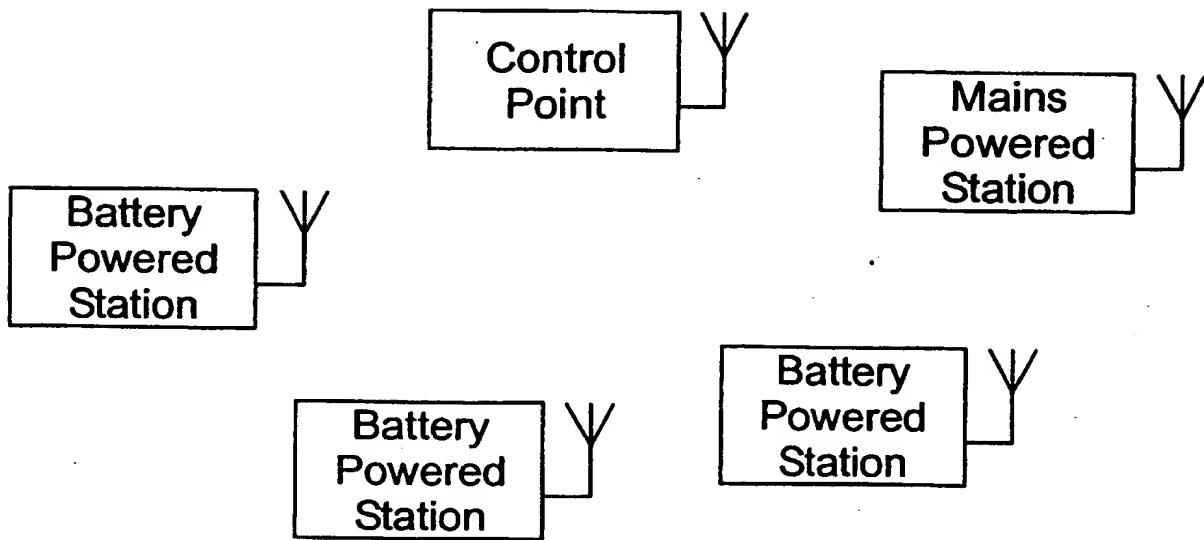 Control
Point
Mains
Powered
Station
Battery
Powered
Station
Battery
Powered
Station
Battery
Powered
Station